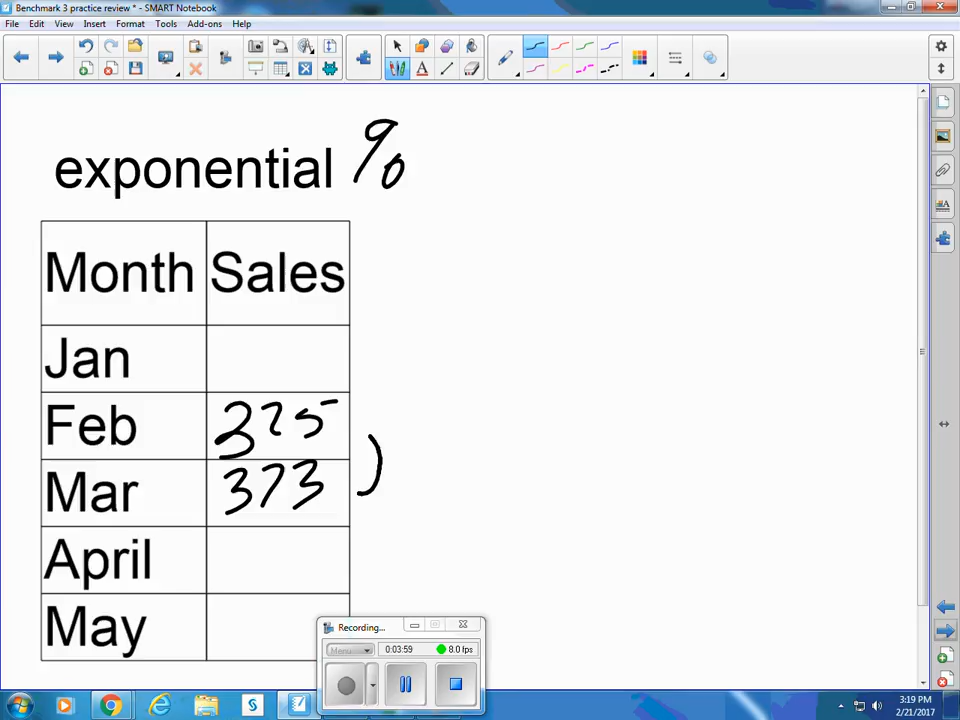 Benchmark 3 practice review * - SMART Notebook
File Edit View Insert Format Tools Add-ons Help
exponential %
Month Sales
Jan
Feb 325
Mar 373
April
May
Recording...
Menu 0:03:59 8.0 fps
3:19 PM
2/21/2017